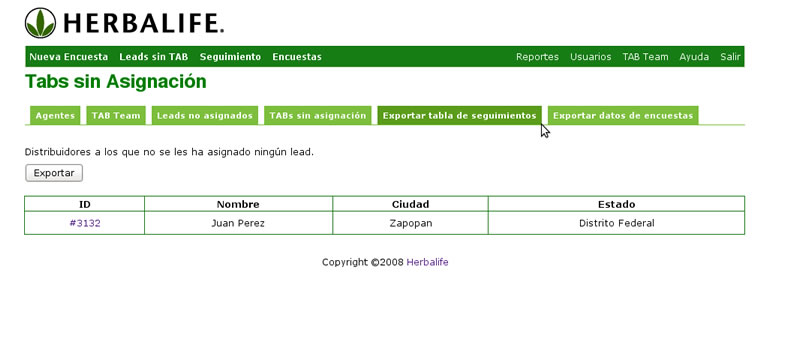 HERBALIFE.
Nueva Encuesta Leads sin TAB Seguimiento Encuestas Reportes Usuarios TAB Team Ayuda Salir
Tabs sin Asignación
Agentes TAB Team Leads no asignados TABs sin asignación Exportar tabla de seguimientos Exportar datos de encuestas
Distribuidores a los que no se les ha asignado ningún lead.
Exportar
ID Nombre Ciudad Estado
#3132 Juan Perez Zapopan Distrito Federal
Copyright ©2008 Herbalife